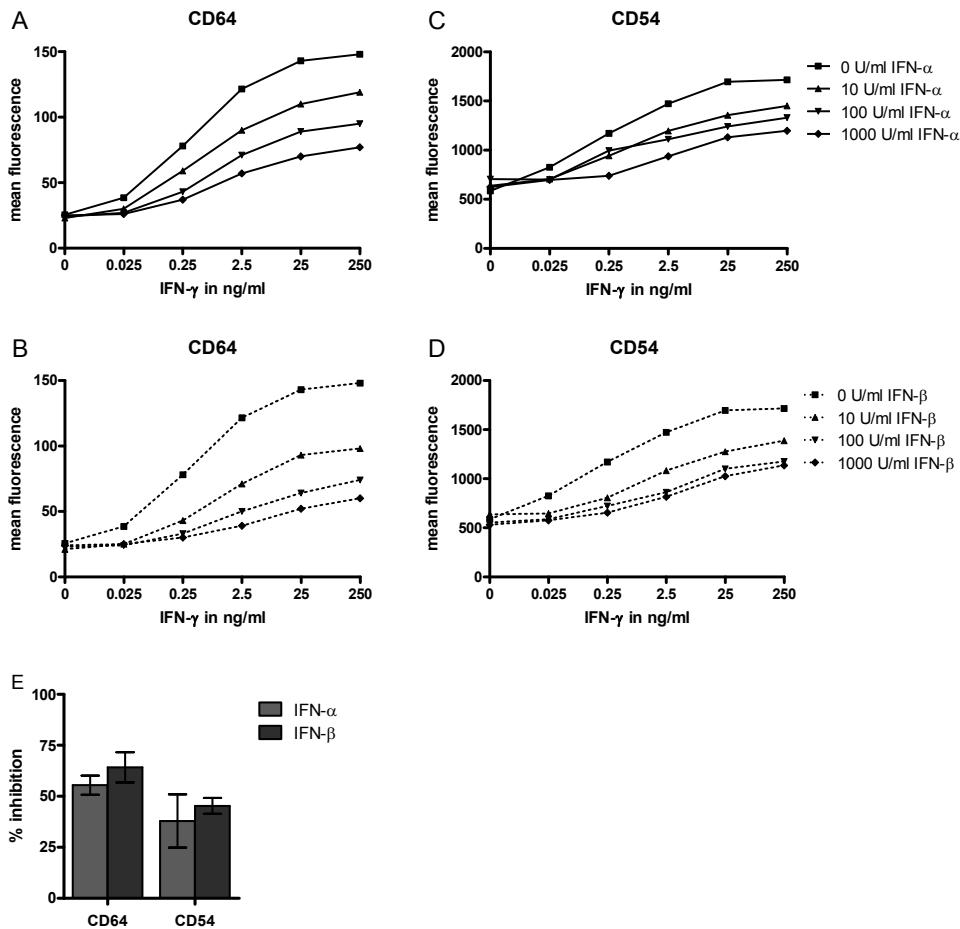 A
CD64
mean fluorescence
150
100
50
0
0 0.025 0.25 2.5 25 250
IFN-γ in ng/ml
C
CD54
mean fluorescence
2000
1500
1000
500
0
0 0.025 0.25 2.5 25 250
IFN-γ in ng/ml
0 U/ml IFN-α
10 U/ml IFN-α
100 U/ml IFN-α
1000 U/ml IFN-α
B
CD64
mean fluorescence
150
100
50
0
0 0.025 0.25 2.5 25 250
IFN-γ in ng/ml
D
CD54
mean fluorescence
2000
1500
1000
500
0
0 0.025 0.25 2.5 25 250
IFN-γ in ng/ml
0 U/ml IFN-β
10 U/ml IFN-β
100 U/ml IFN-β
1000 U/ml IFN-β
E
% inhibition
100
75
50
25
0
CD64 CD54
IFN-α
IFN-β